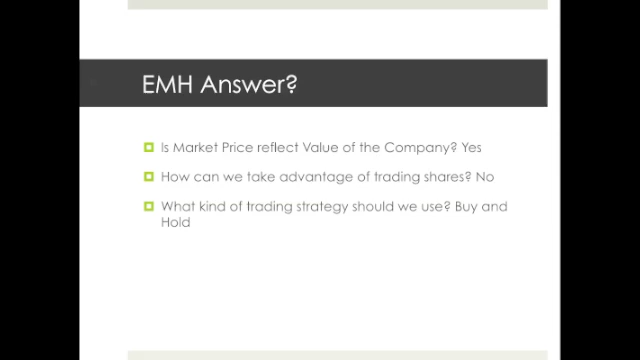 EMH Answer?
Is Market Price reflect Value of the Company? Yes
How can we take advantage of trading shares? No
What kind of trading strategy should we use? Buy and
Hold